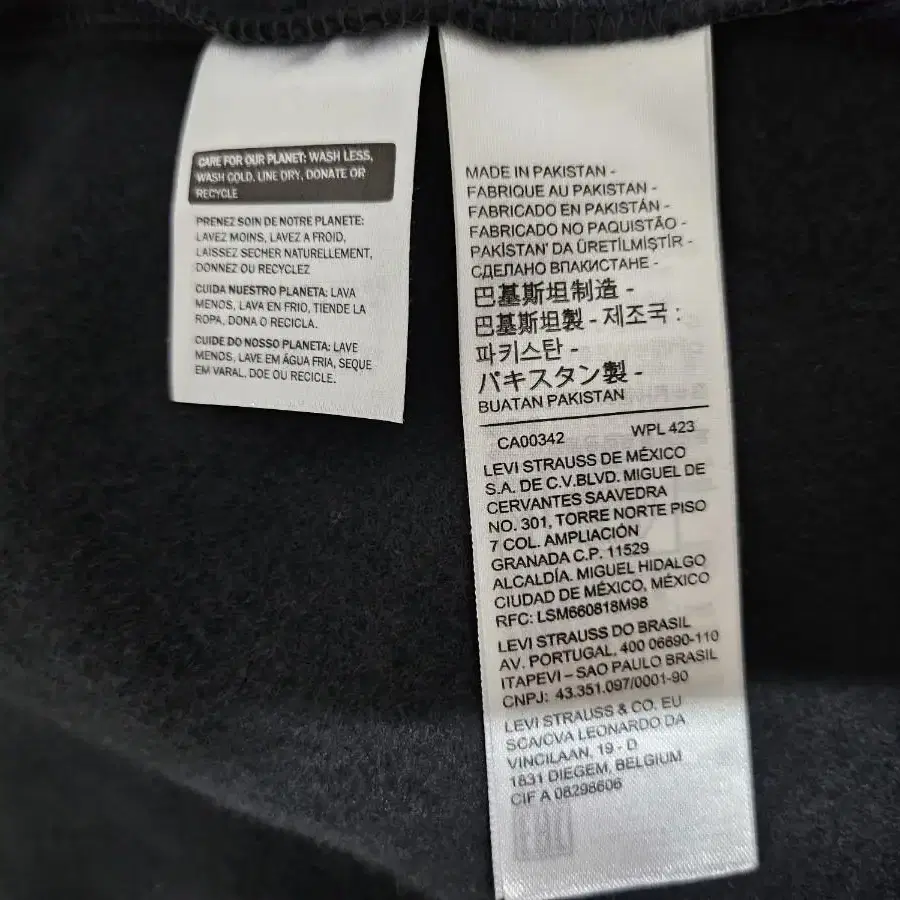 CARE FOR OUR PLANET: WASH LESS,
WASH COLD, LINE DRY, DONATE OR
RECYCLE
PRENEZ SOIN DE NOTRE PLANETE:
LAVEZ MOINS, LAVEZ A FROID,
LAISSEZ SECHER NATURELLEMENT,
DONNEZ OU RECYCLEZ
CUIDA NUESTRO PLANETA: LAVA
MENOS, LAVA EN FRIO, TIENDE LA
ROPA, DONA O RECICLA.
CUIDE DO NOSSO PLANETA: LAVE
MENOS, LAVE EM ÁGUA FRIA, SEQUE
EM VARAL, DOE OU RECICLE.
MADE IN PAKISTAN -
FABRIQUE AU PAKISTAN -
FABRICADO EN PAKISTÁN -
FABRICADO NO PAQUISTÃO -
PAKİSTAN' DA ÜRETİLMİŞTİR -
СДЕЛАНО ВПАКИСТАНЕ -
巴基斯坦制造 -
巴基斯坦製 - 제조국 :
파키스탄 -
パキスタン製 -
BUATAN PAKISTAN
CA00342 WPL 423
LEVI STRAUSS DE MÉXICO
S.A. DE C.V.BLVD. MIGUEL DE
CERVANTES SAAVEDRA
NO. 301, TORRE NORTE PISO
7 COL. AMPLIACIÓN
GRANADA C.P. 11529
ALCALDÍA. MIGUEL HIDALGO
CIUDAD DE MÉXICO, MÉXICO
RFC: LSM660818M98
LEVI STRAUSS DO BRASIL
AV. PORTUGAL, 400 06690-110
ITAPEVI – SAO PAULO BRASIL
CNPJ: 43.351.097/0001-90
LEVI STRAUSS & CO. EU
SCA/CVA LEONARDO DA
VINCILAAN, 19 - D
1831 DIEGEM, BELGIUM
CIF A 08298606
EAC